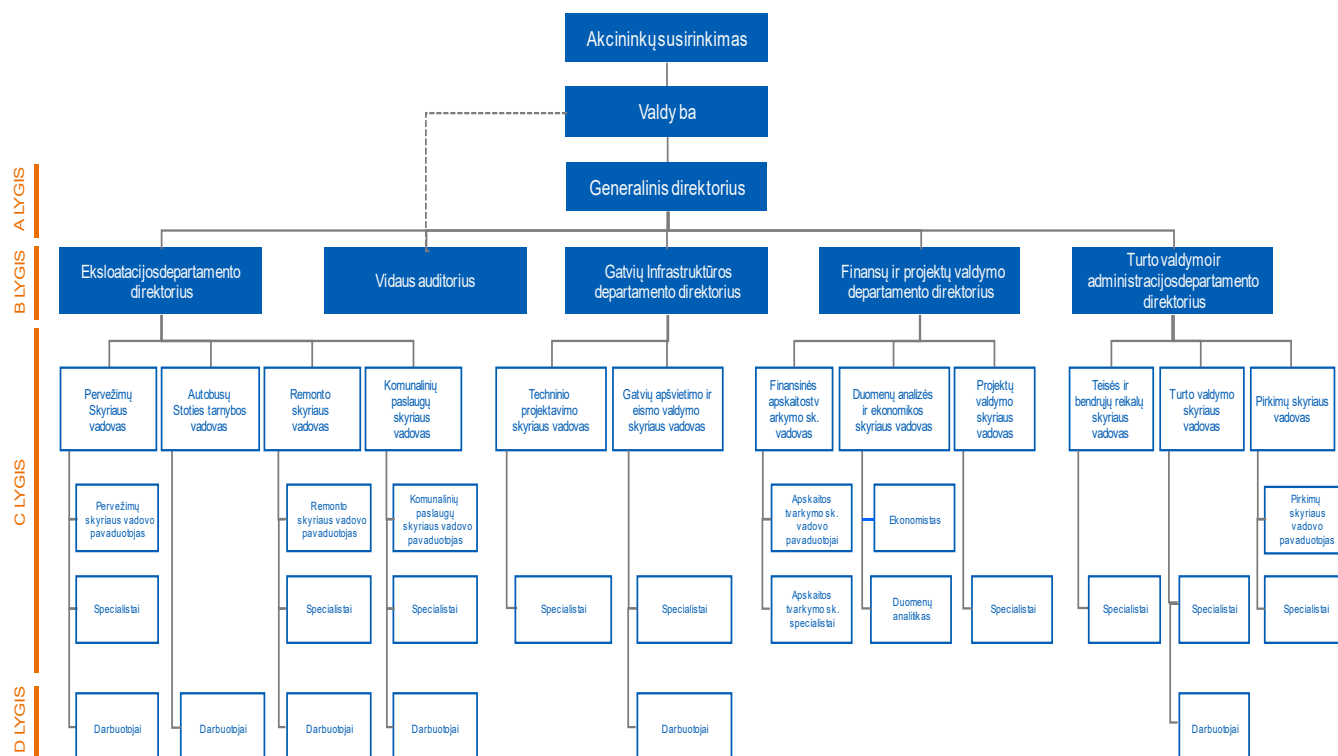 Akcininkų susirinkimas
Valdyba
Generalinis direktorius
A LYGIS
B LYGIS
Eksloatacijos departamento
direktorius
Vidaus auditorius
Gatvių Infrastruktūros
departamento direktorius
Finansų ir projektų valdymo
departamento direktorius
Turto valdymo ir
administracijos departamento
direktorius
C LYGIS
Pervežimų
Skyriaus
vadovas
Autobusų
Stoties tarnybos
vadovas
Remonto
skyriaus
vadovas
Komunalinių
paslaugų
skyriaus
vadovas
Techninio
projektavimo
skyriaus vadovas
Gatvių apšvietimo ir
eismo valdymo
skyriaus vadovas
Finansinės
apskaitos tv
arkymo sk.
vadovas
Duomenų analizės
ir ekonomikos
skyriaus vadovas
Projektų
valdymo
skyriaus
vadovas
Teisės ir
bendrųjų reikalų
skyriaus
vadovas
Turto valdymo
skyriaus
vadovas
Pirkimų skyriaus
vadovas
Pervežimų
skyriaus vadovo
pavaduotojas
Remonto
skyriaus vadovo
pavaduotojas
Komunalinių
paslaugų
skyriaus vadovo
pavaduotojas
Apskaitos
tvarkymo sk.
vadovo
pavaduotojai
Ekonomistas
Pirkimų
skyriaus
vadovo
pavaduotojas
Specialistai
Specialistai
Specialistai
Specialistai
Specialistai
Apskaitos
tvarkymo sk.
specialistai
Duomenų
analitikas
Specialistai
Specialistai
Specialistai
Specialistai
D LYGIS
Darbuotojai
Darbuotojai
Darbuotojai
Darbuotojai
Darbuotojai
Darbuotojai